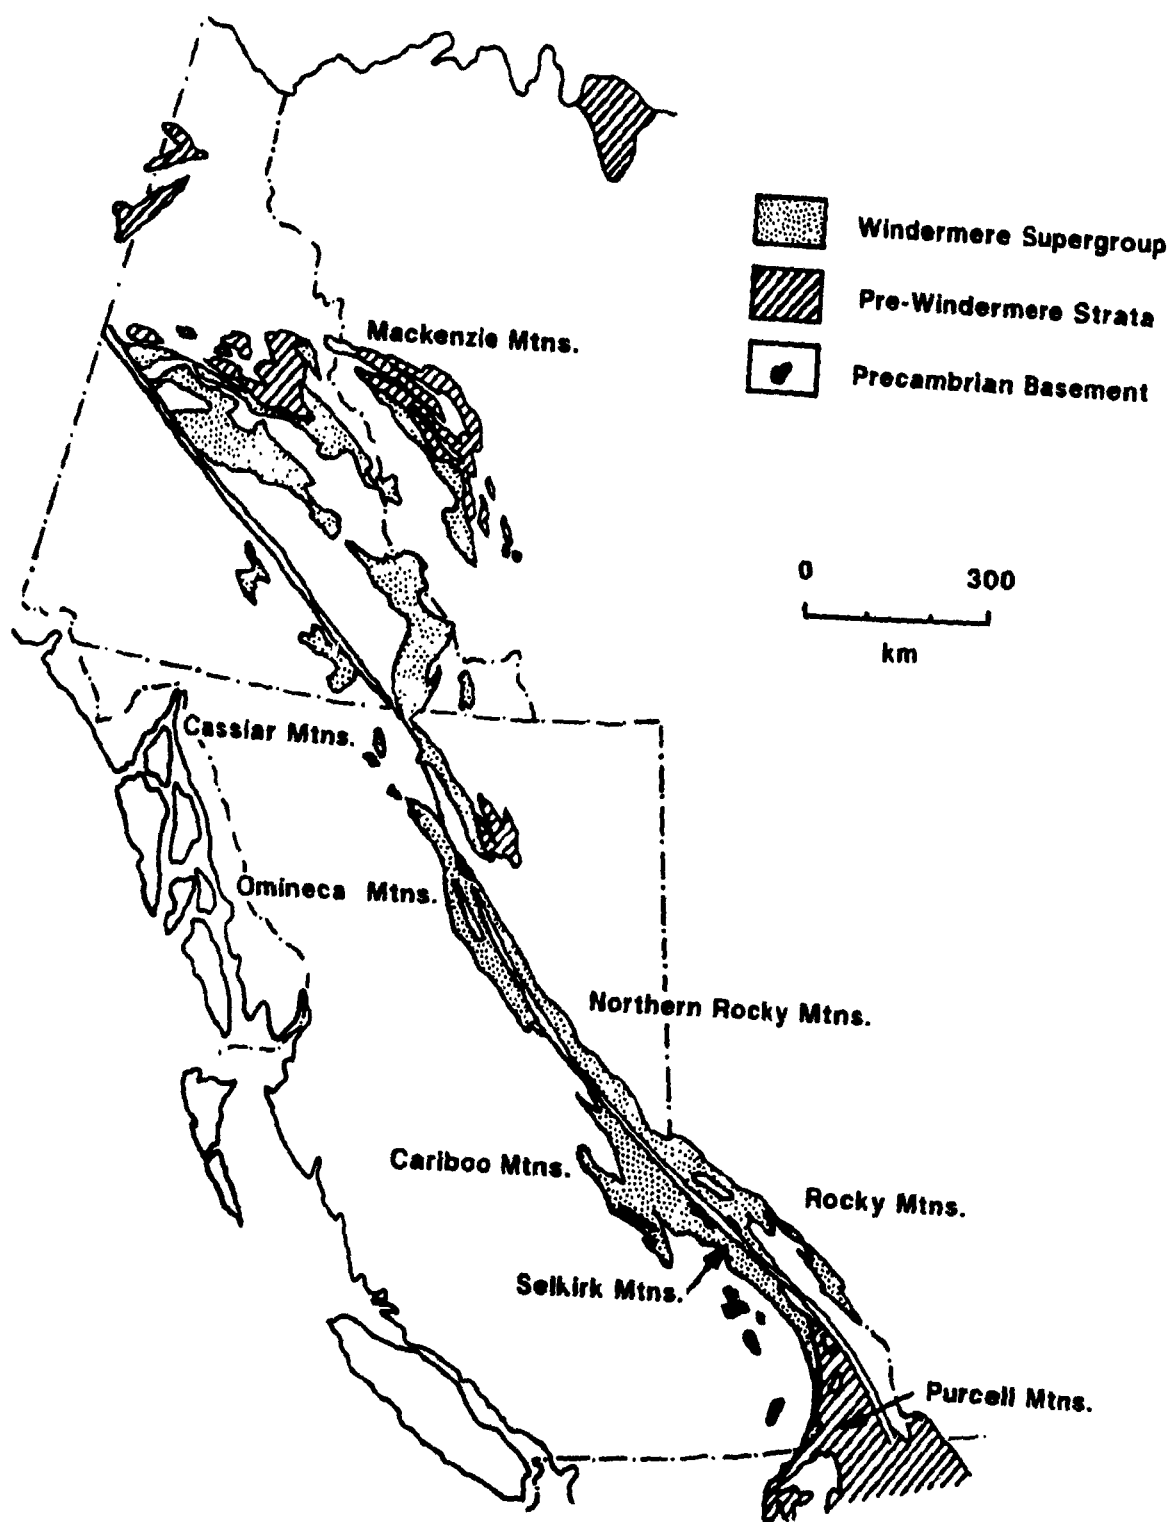 Windermere Supergroup
Pre-Windermere Strata
Precambrian Basement
Mackenzie Mtns.
0 300
km
Cassiar Mtns.
Omineca Mtns.
Northern Rocky Mtns.
Cariboo Mtns.
Rocky Mtns.
Selkirk Mtns.
Purcell Mtns.